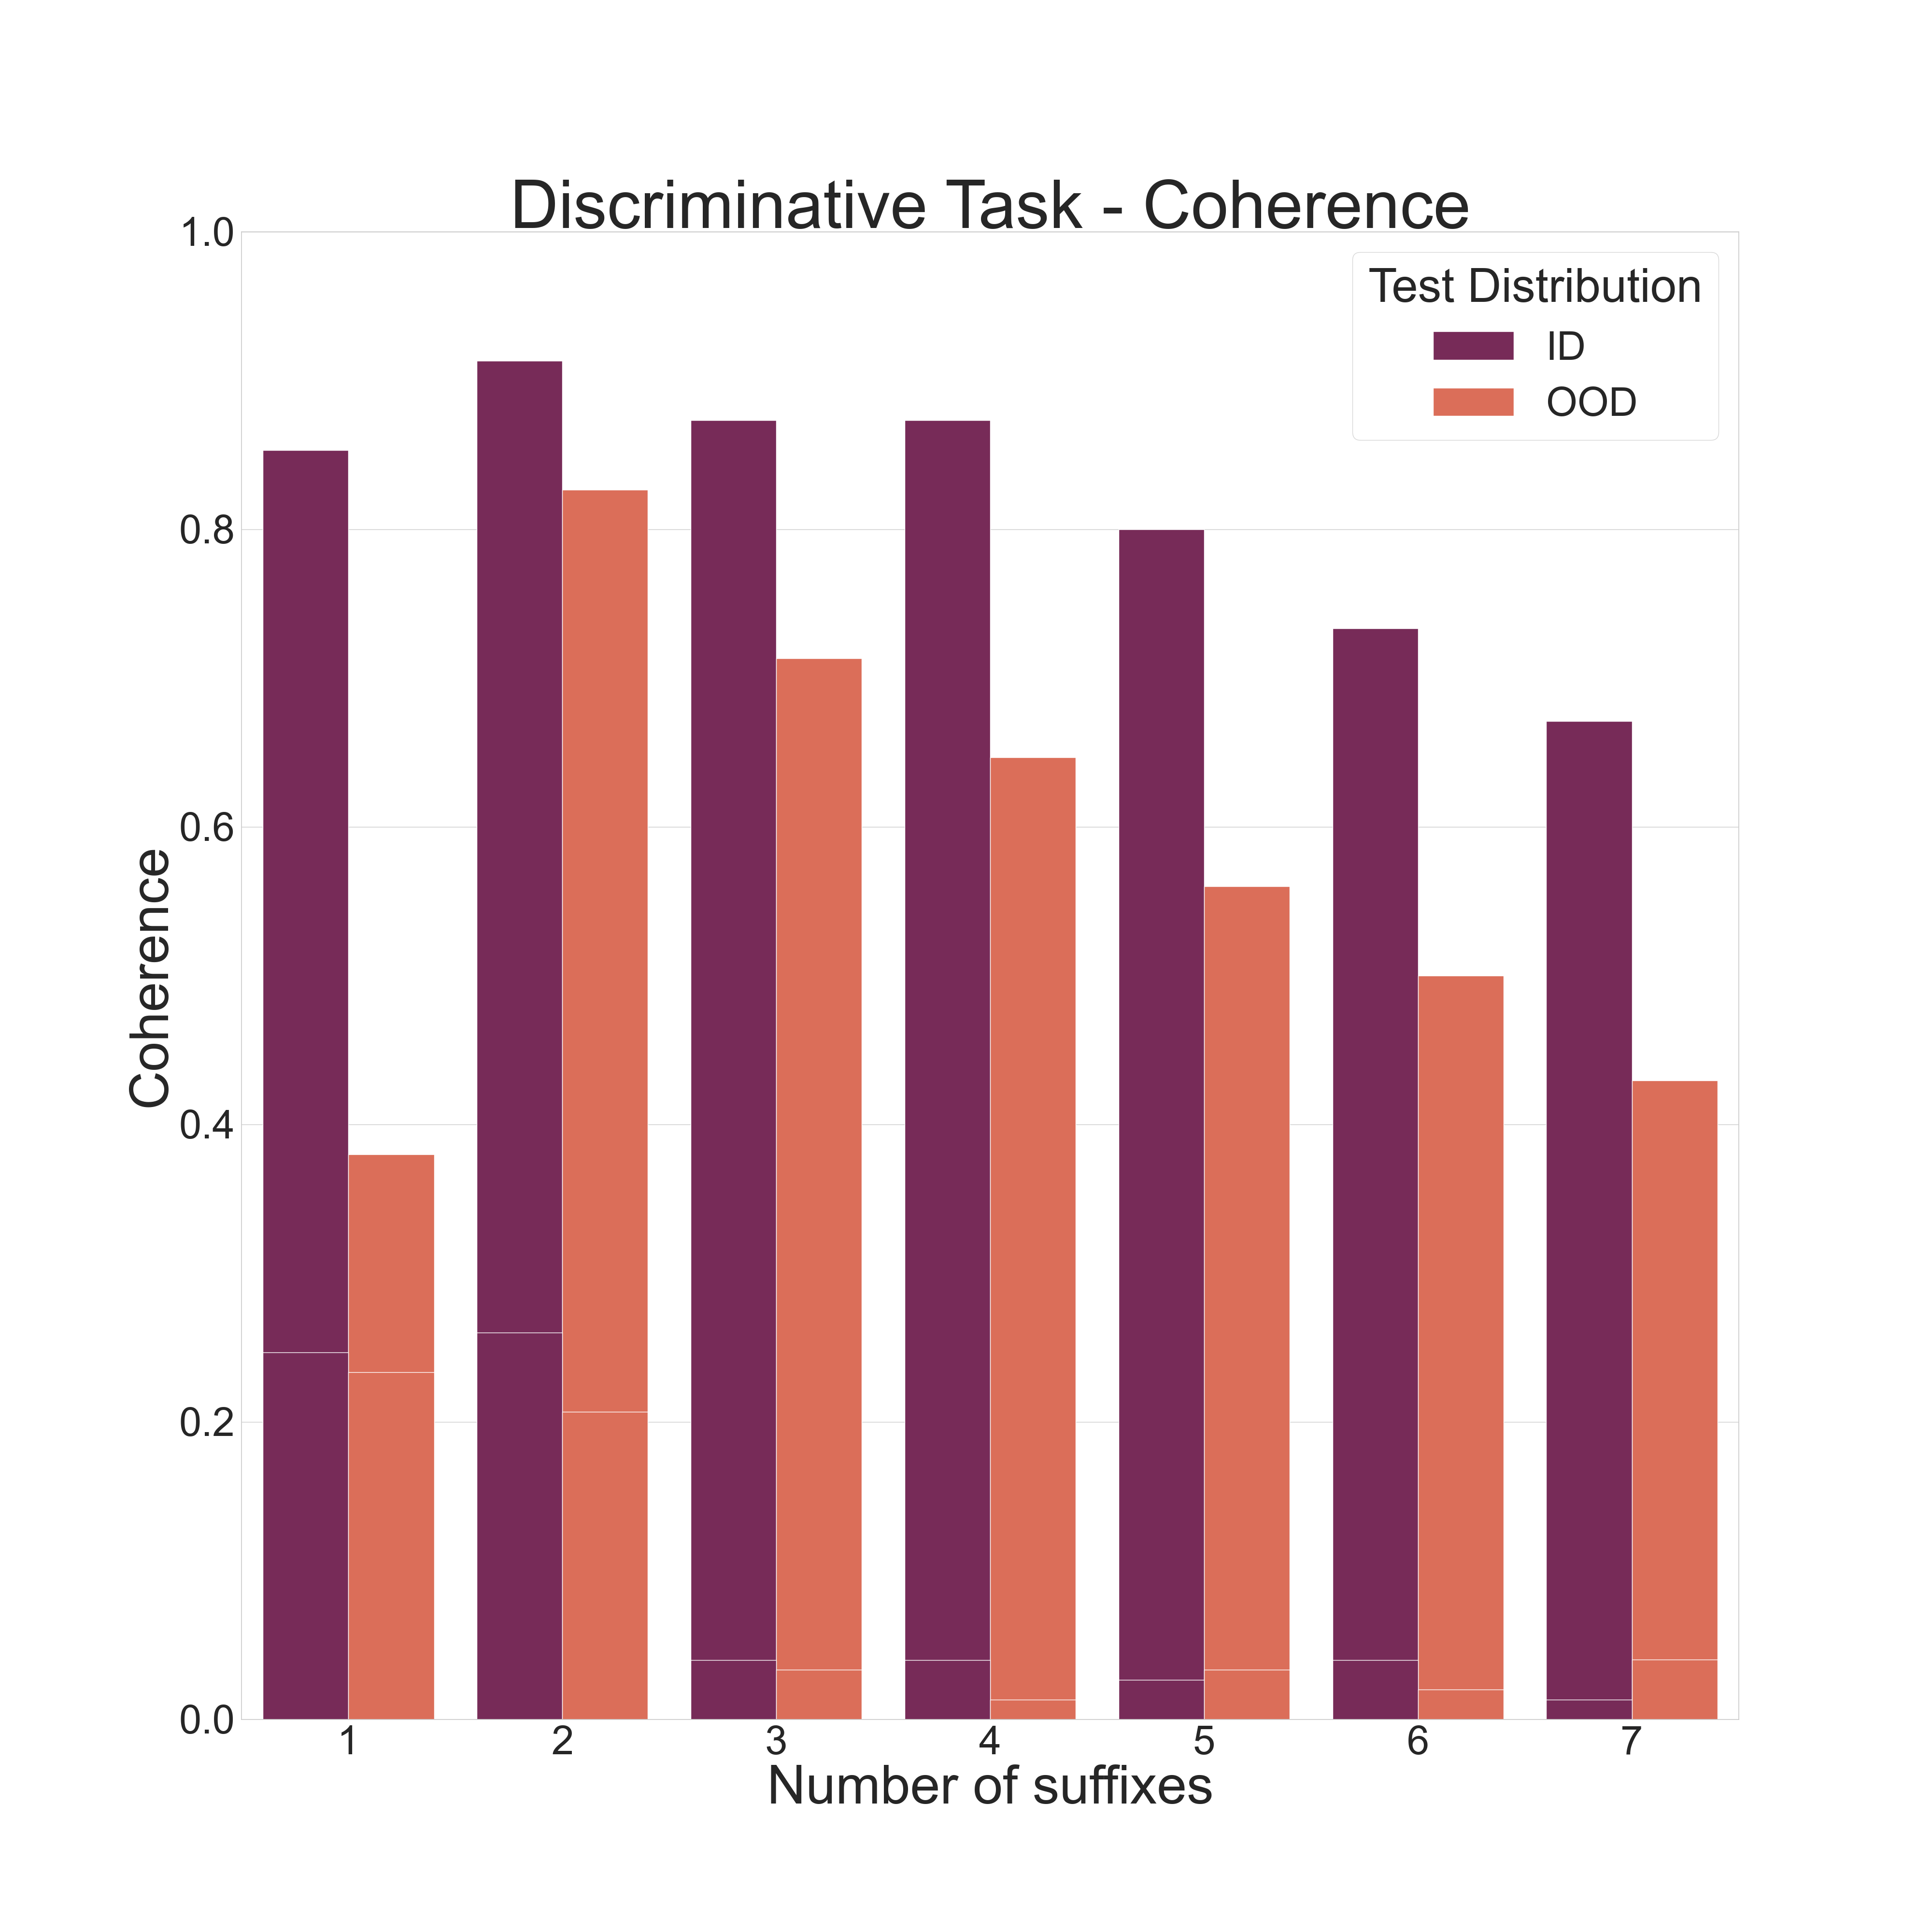 Discriminative Task - Coherence
Test Distribution
ID
OOD
1.0
0.8
0.6
0.4
0.2
0.0
Coherence
1 2 3 4 5 6 7
Number of suffixes